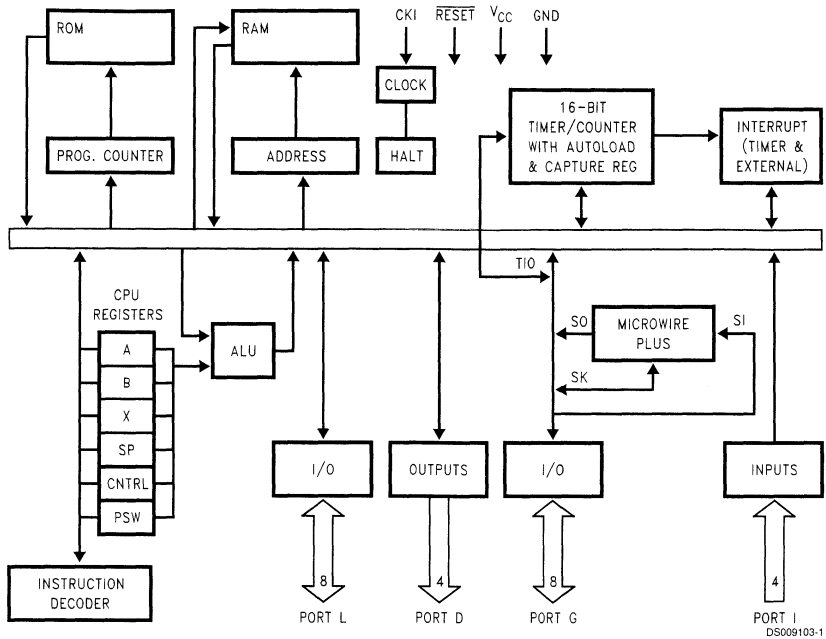 CKI
RESET
VCC
GND
ROM
RAM
CLOCK
16-BIT
TIMER/COUNTER
WITH AUTOLOAD
& CAPTURE REG
INTERRUPT
(TIMER &
EXTERNAL)
PROG. COUNTER
ADDRESS
HALT
TIO
CPU
REGISTERS
A
B
X
SP
CNTRL
PSW
ALU
SO
MICROWIRE
PLUS
SI
SK
I/O
OUTPUTS
I/O
INPUTS
INSTRUCTION
DECODER
8
4
8
4
PORT L
PORT D
PORT G
PORT I
DS009103-1